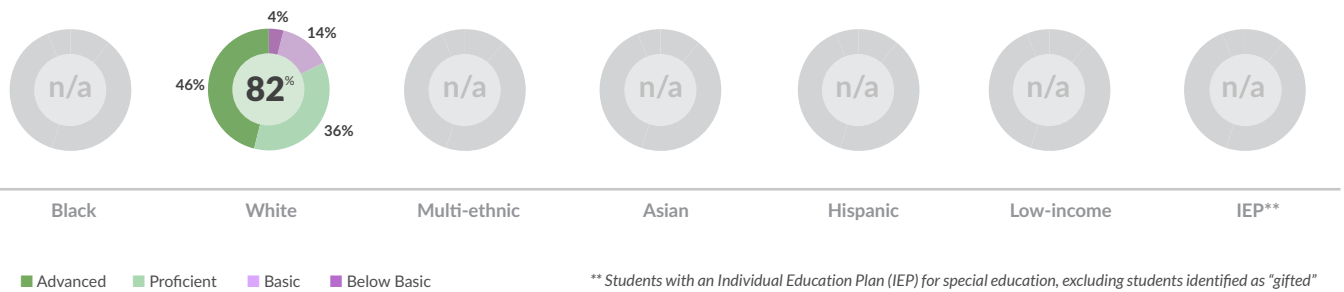 4%
14%
n/a
46%
82%
n/a
n/a
n/a
n/a
n/a
36%
Black White Multi-ethnic Asian Hispanic Low-income IEP**
Advanced Proficient Basic Below Basic
** Students with an Individual Education Plan (IEP) for special education, excluding students identified as “gifted”